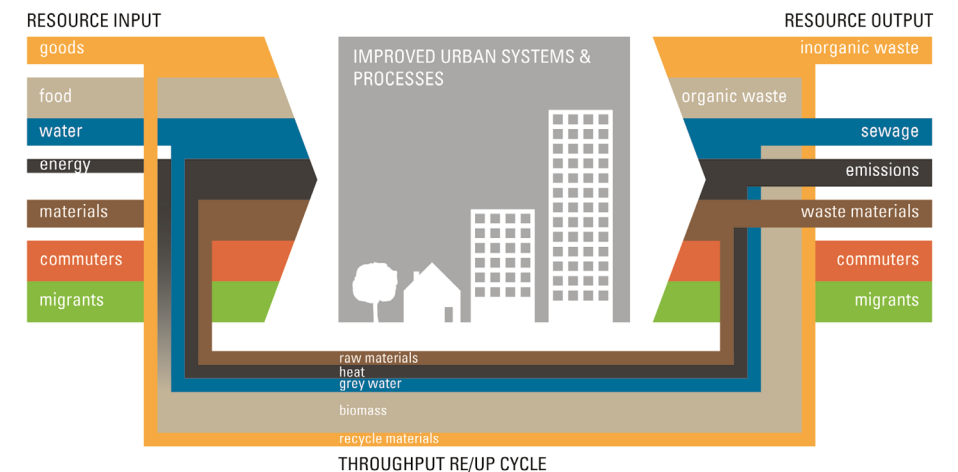 RESOURCE INPUT
RESOURCE OUTPUT
goods
food
water
energy
materials
commuters
migrants
IMPROVED URBAN SYSTEMS &
PROCESSES
inorganic waste
organic waste
sewage
emissions
waste materials
commuters
migrants
raw materials
heat
grey water
biomass
recycle materials
THROUGHPUT RE/UP CYCLE